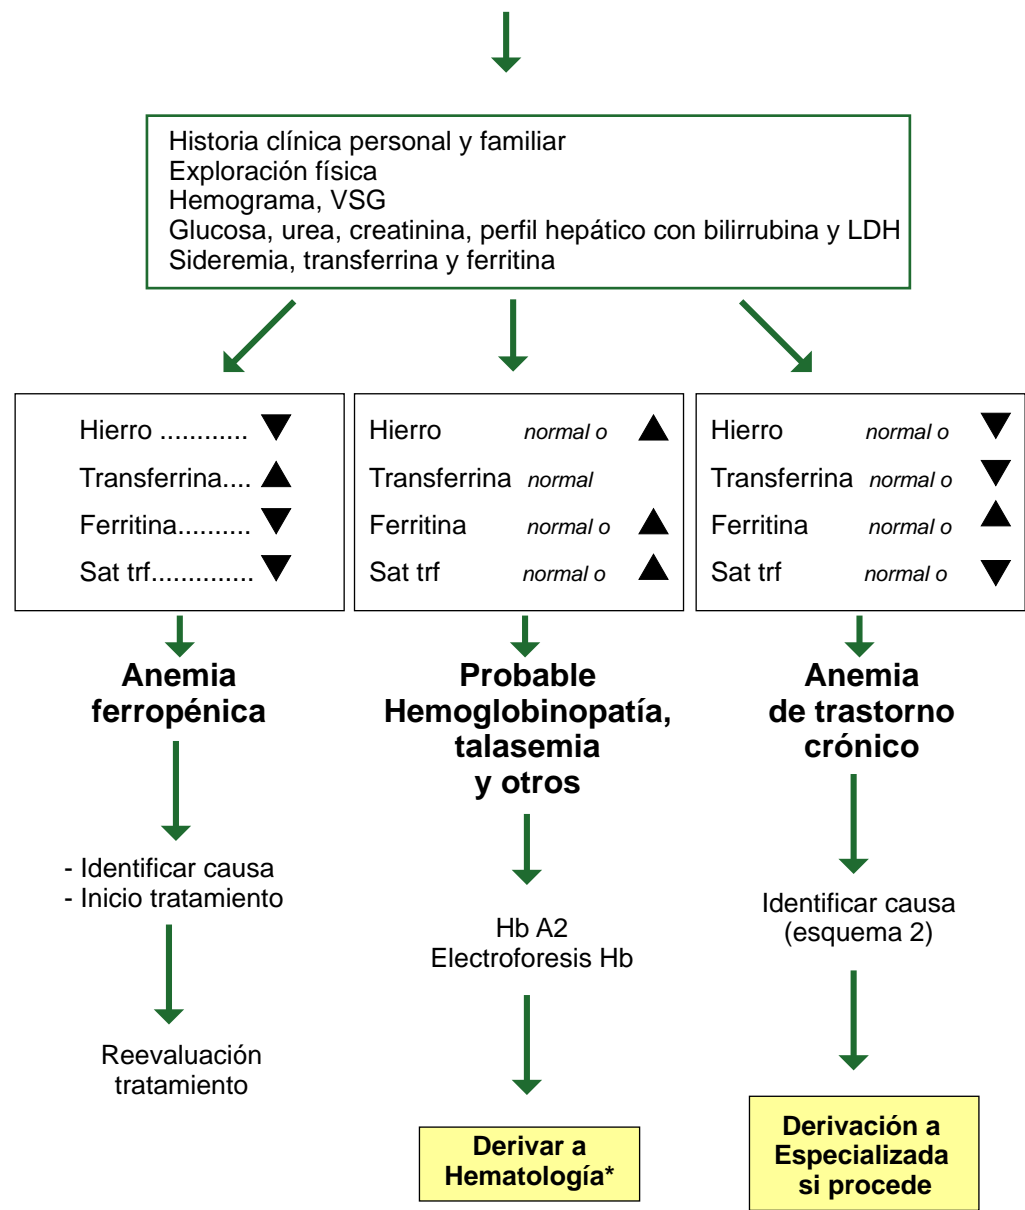 Historia clínica personal y familiar
Exploración física
Hemograma, VSG
Glucosa, urea, creatinina, perfil hepático con bilirrubina y LDH
Sideremia, transferrina y ferritina
Hierro ............ ▼
Transferrina.... ▲
Ferritina.......... ▼
Sat trf.............. ▼
Anemia
ferropénica
- Identificar causa
- Inicio tratamiento
Reevaluación
tratamiento
Hierro normal o ▲
Transferrina normal
Ferritina normal o ▲
Sat trf normal o ▲
Probable
Hemoglobinopatía,
talasemia
y otros
Hb A2
Electroforesis Hb
Derivar a
Hematología*
Hierro normal o ▼
Transferrina normal o ▼
Ferritina normal o ▲
Sat trf normal o ▼
Anemia
de trastorno
crónico
Identificar causa
(esquema 2)
Derivación a
Especializada
si procede